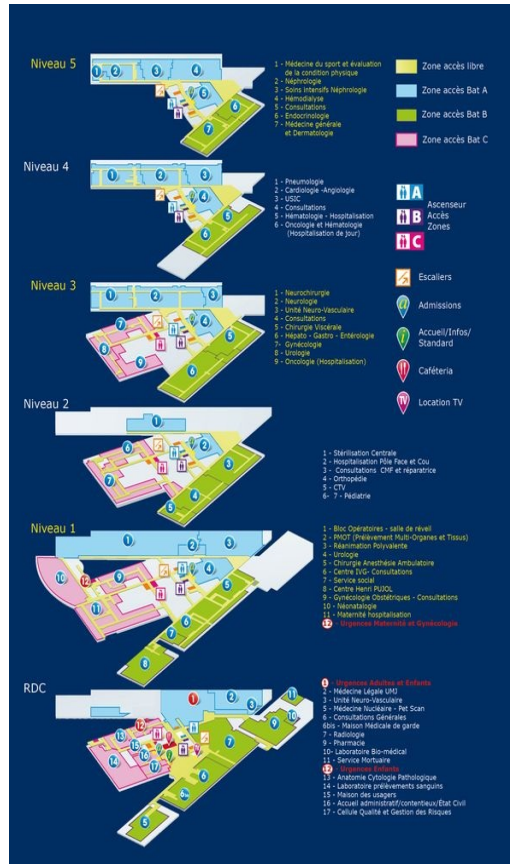 Niveau 5
1 - Médecine du sport et évaluation
de la condition physique
2 - Néphrologie
3 - Soins intensifs Néphrologie
4 - Hémodialyse
5 - Consultations
6 - Endocrinologie
7 - Médecine générale
et Dermatologie
Zone accès libre
Zone accès Bat A
Zone accès Bat B
Zone accès Bat C
Niveau 4
1 - Pneumologie
2 - Cardiologie -Angiologie
3 - USIC
4 - Consultations
5 - Hématologie - Hospitalisation
6 - Oncologie et Hématologie
(Hospitalisation de jour)
A
B
C
Ascenseur
Accès
Zones
Escaliers
Admissions
Accueil/Infos/
Standard
Caféteria
TV
Location TV
Niveau 3
1 - Neurochirurgie
2 - Neurologie
3 - Unité Neuro-Vasculaire
4 - Consultations
5 - Chirurgie Viscérale
6 - Hépato - Gastro - Entérologie
7- Gynécologie
8 - Urologie
9 - Oncologie (Hospitalisation)
Niveau 2
1 - Stérilisation Centrale
2 - Hospitalisation Pôle Face et Cou
3 - Consultations CMF et réparatrice
4 - Orthopédie
5 - CTV
6- 7 - Pédiatrie
Niveau 1
1 - Bloc Opératoires - salle de réveil
2 - PMOT (Prélèvement Multi-Organes et Tissus)
3 - Réanimation Polyvalente
4 - Urologie
5 - Chirurgie Anesthésie Ambulatoire
6 - Centre IVG- Consultations
7 - Service social
8 - Centre Henri PUJOL
9 - Gynécologie Obstétriques - Consultations
10 - Néonatalogie
11 - Maternité hospitalisation
12 - Urgences Maternité et Gynécologie
RDC
1 - Urgences Adultes et Enfants
2 - Médecine Légale UMJ
3 - Unité Neuro-Vasculaire
5 - Médecine Nucléaire - Pet Scan
6 - Consultations Générales
6bis - Maison Médicale de garde
7 - Radiologie
9 - Pharmacie
10- Laboratoire Bio-médical
11 - Service Mortuaire
12 - Urgences Enfants
13 - Anatomie Cytologie Pathologique
14 - Laboratoire prélèvements sanguins
15 - Maison des usagers
16 - Accueil administratif/contentieux/État Civil
17 - Cellule Qualité et Gestion des Risques